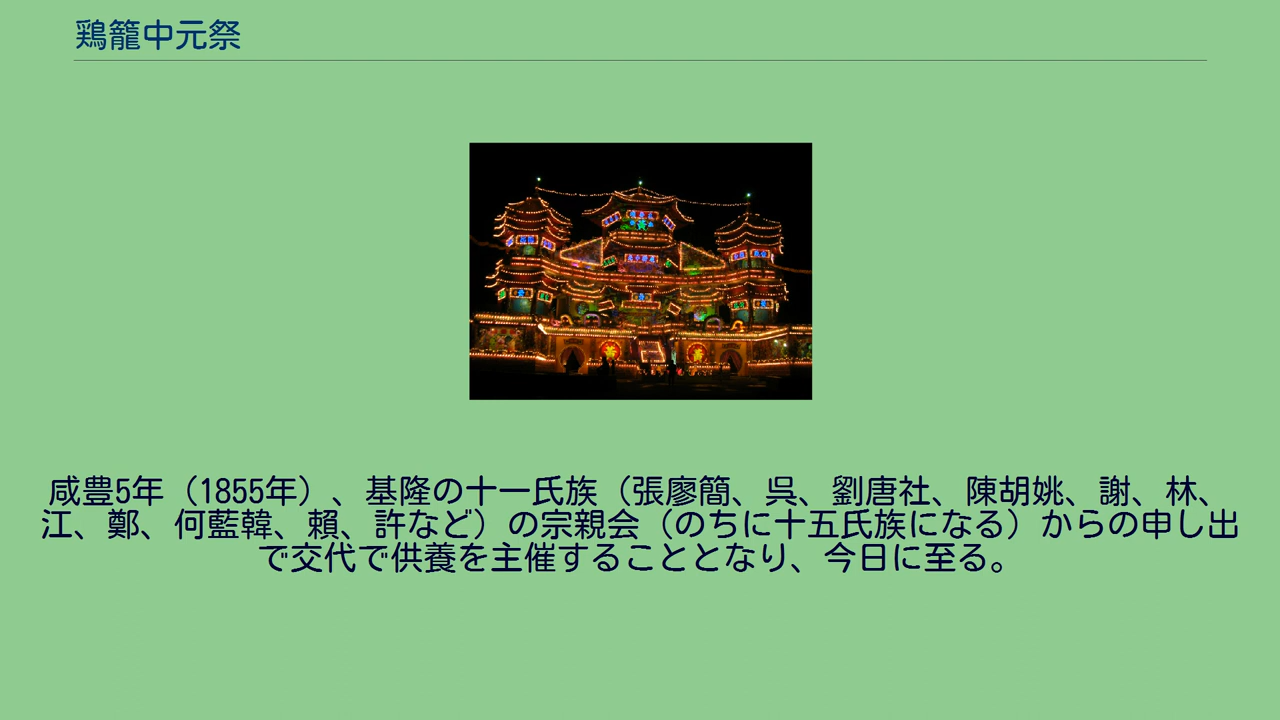 鶏籠中元祭
咸豊5年（1855年）、基隆の十一氏族（張廖簡、呉、劉唐社、陳胡姚、謝、林、
江、鄭、何藍韓、賴、許など）の宗親会（のちに十五氏族になる）からの申し出
で交代で供養を主催することとなり、今日に至る。